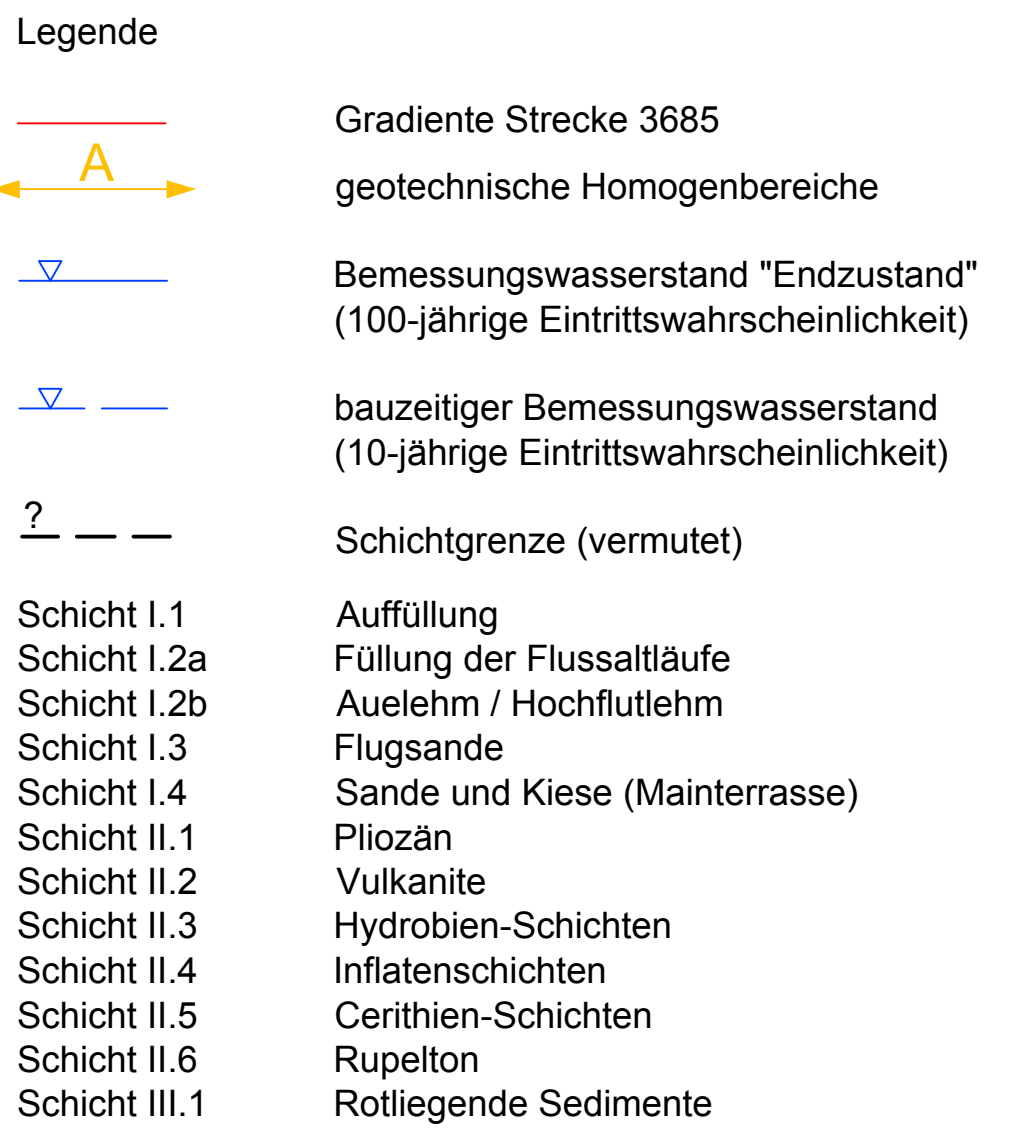 Legende
Gradiente Strecke 3685
A
geotechnische Homogenbereiche
Bemessungswasserstand "Endzustand"
(100-jährige Eintrittswahrscheinlichkeit)
bauzeitiger Bemessungswasserstand
(10-jährige Eintrittswahrscheinlichkeit)
?
Schichtgrenze (vermutet)
Schicht I.1 Auffüllung
Schicht I.2a Füllung der Flussaltläufe
Schicht I.2b Auelehm / Hochflutlehm
Schicht I.3 Flugsande
Schicht I.4 Sande und Kiese (Mainterrasse)
Schicht II.1 Pliozän
Schicht II.2 Vulkanite
Schicht II.3 Hydrobien-Schichten
Schicht II.4 Inflatenschichten
Schicht II.5 Cerithien-Schichten
Schicht II.6 Rupelton
Schicht III.1 Rotliegende Sedimente